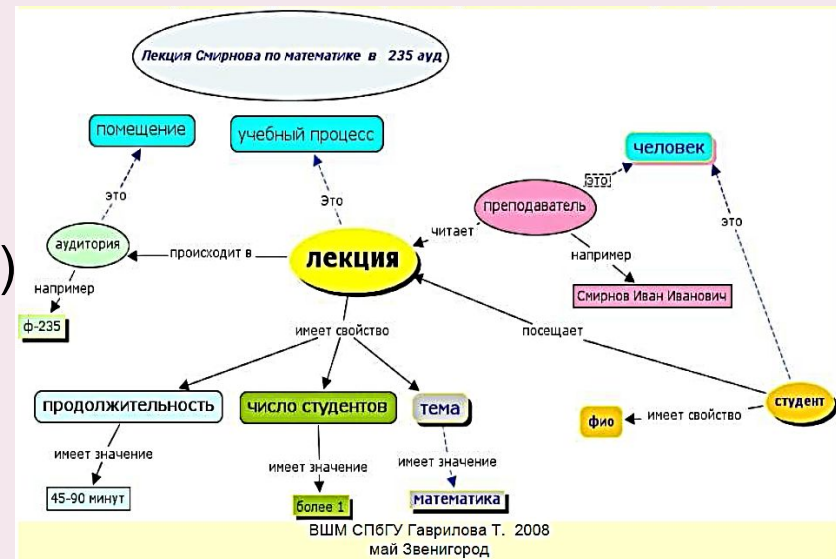 Лекция Смирнова по математике в 235 ауд
помещение
учебный процесс
человек
это
Это
это
это
преподаватель
аудитория
происходит в
лекция
читает
например
например
Смирнов Иван Иванович
)
ф-235
имеет свойство
посещает
продолжительность
число студентов
тема
фио
имеет свойство
студент
имеет значение
имеет значение
имеет значение
45-90 минут
более 1
математика
ВШМ СПбГУ Гаврилова Т. 2008
май Звенигород